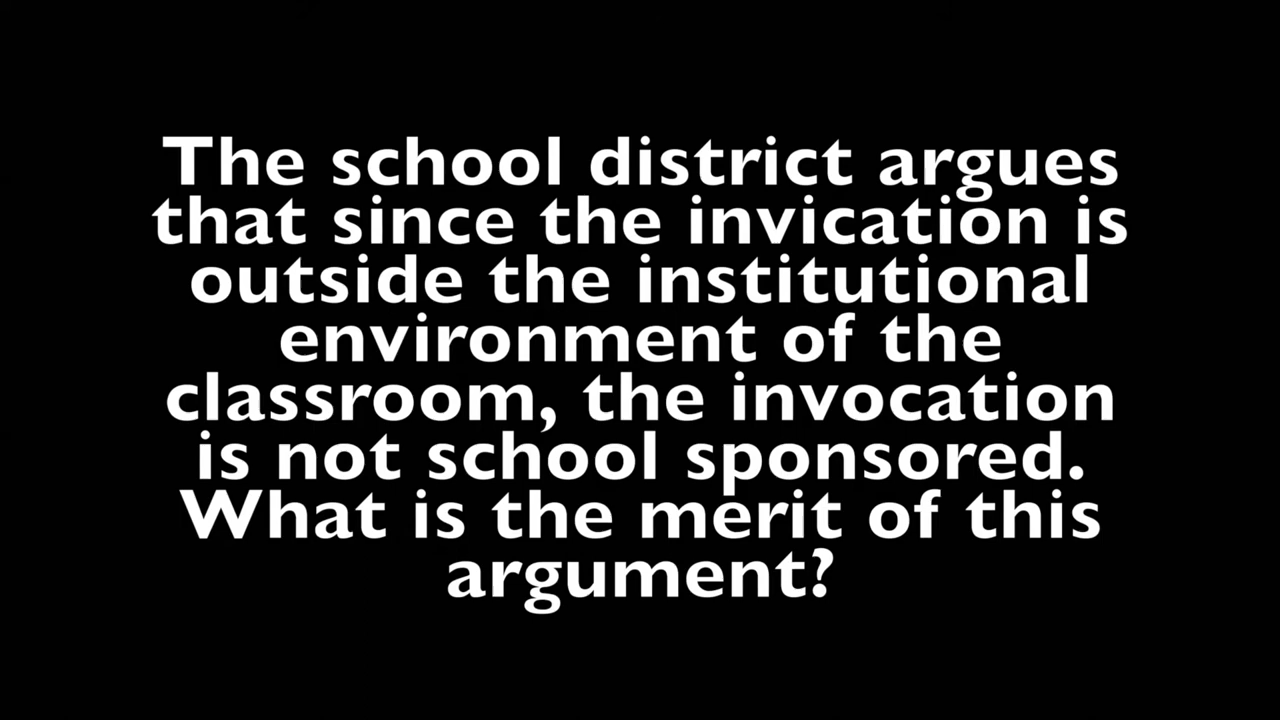 The school district argues
that since the invication is
outside the institutional
environment of the
classroom, the invocation
is not school sponsored.
What is the merit of this
argument?